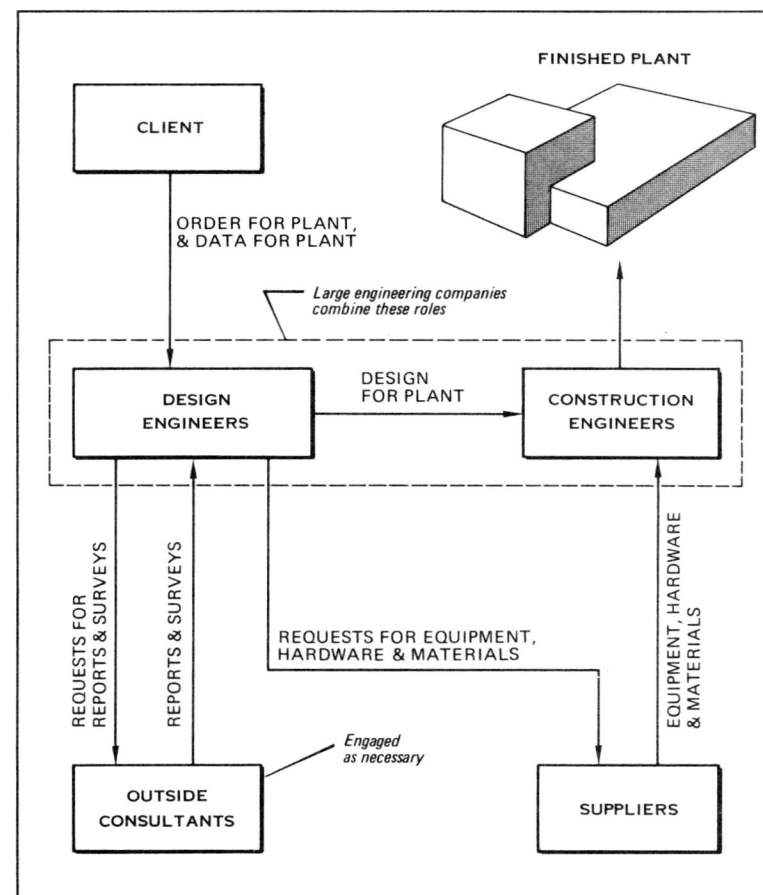 FINISHED PLANT
CLIENT
ORDER FOR PLANT,
& DATA FOR PLANT
Large engineering companies
combine these roles
DESIGN
ENGINEERS
DESIGN
FOR PLANT
CONSTRUCTION
ENGINEERS
REQUESTS FOR
REPORTS & SURVEYS
REPORTS & SURVEYS
REQUESTS FOR EQUIPMENT,
HARDWARE & MATERIALS
EQUIPMENT, HARDWARE
& MATERIALS
Engaged
as necessary
OUTSIDE
CONSULTANTS
SUPPLIERS